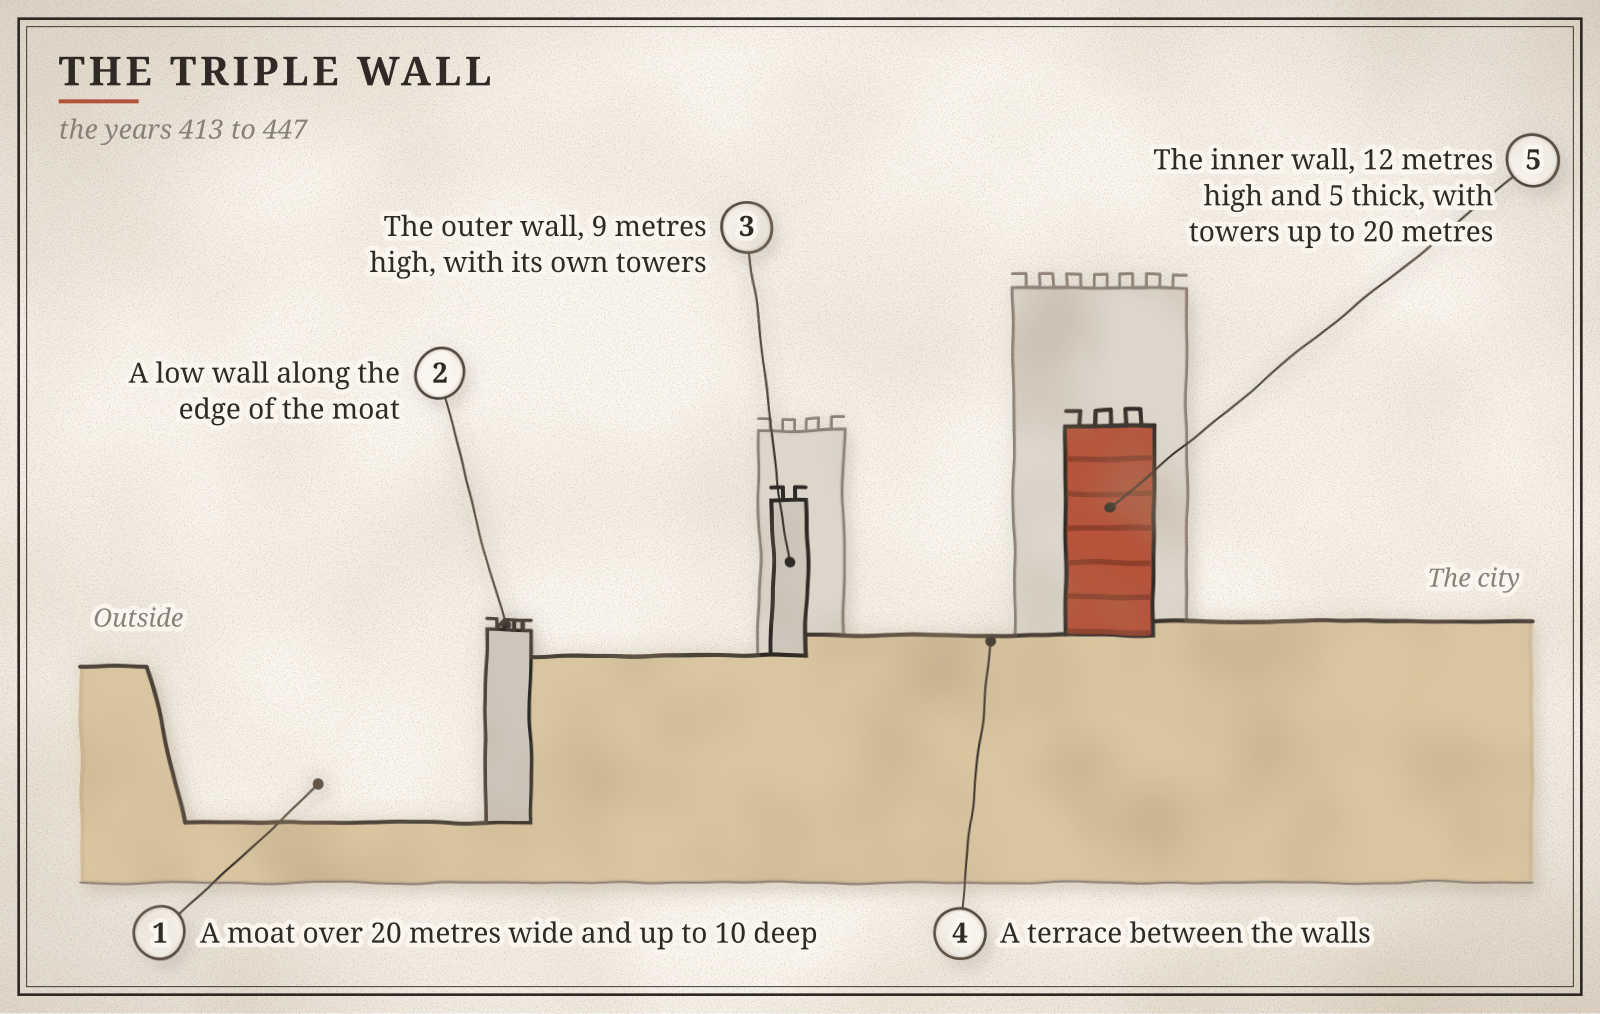 THE TRIPLE WALL
the years 413 to 447
The inner wall, 12 metres
high and 5 thick, with
towers up to 20 metres
5
The outer wall, 9 metres
high, with its own towers
3
A low wall along the
edge of the moat
2
The city
Outside
1 A moat over 20 metres wide and up to 10 deep
4 A terrace between the walls